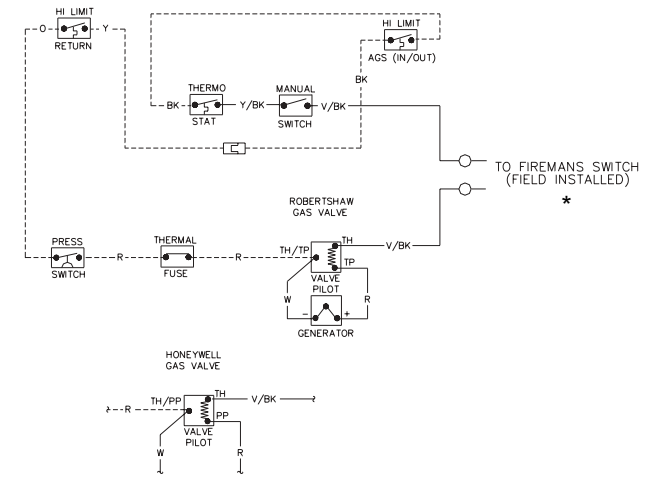 HI LIMIT
O
Y
RETURN
HI LIMIT
AGS (IN/OUT)
BK
THERMO
MANUAL
BK
Y/BK
V/BK
STAT
SWITCH
TO FIREMANS SWITCH
(FIELD INSTALLED)
*
ROBERTSHAW
GAS VALVE
PRESS
THERMAL
TH/TP
TH
V/BK
R
R
SWITCH
FUSE
TP
VALVE
PILOT
W
R
- +
GENERATOR
HONEYWELL
GAS VALVE
TH/PP
TH
V/BK
R
PP
VALVE
PILOT
W
R